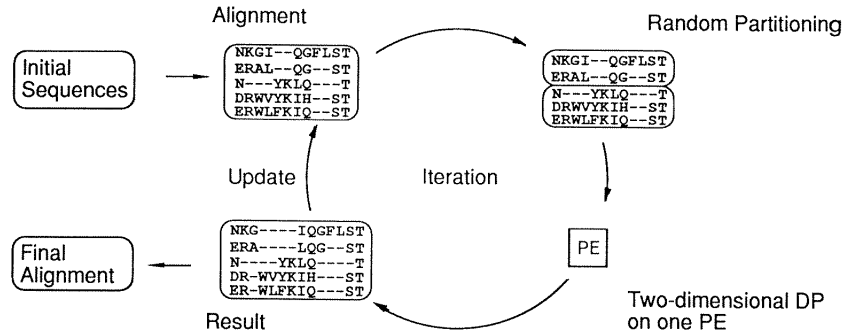 Alignment
Random Partitioning
Initial
Sequences
NKGI--QGFLST
ERAL--QG--ST
N---YKLQ---T
DRWVYKIH--ST
ERWLFKIQ--ST
NKGI--QGFLST
ERAL--QG--ST
N---YKLQ---T
DRWVYKIH--ST
ERWLFKIQ--ST
Update
Iteration
Final
Alignment
NKG----IQGFLST
ERA----LQG--ST
N----YKLQ----T
DR-WVYKIH---ST
ER-WLFKIQ---ST
PE
Result
Two-dimensional DP
on one PE